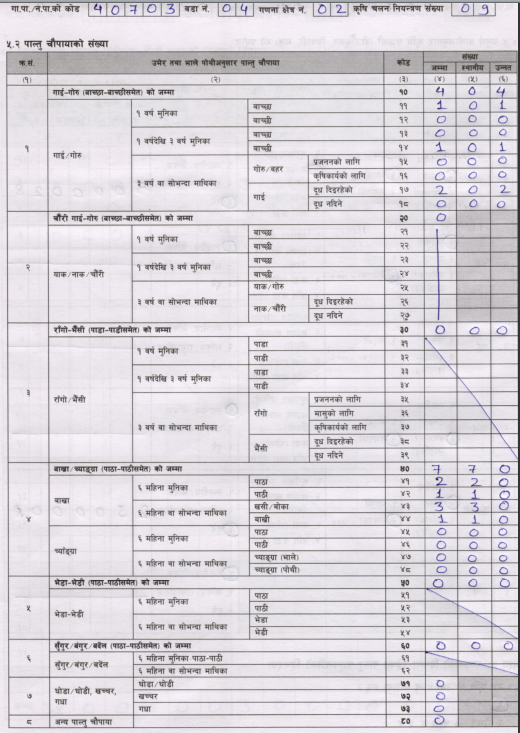 गा.पा./न.पा.को कोड 4 0 7 0 3 वडा नं. 0 4 गणना क्षेत्र नं. 0 2 कृषि चलन नियन्त्रण संख्या 0 9
५.२ पाल्तु चौपायाको संख्या
क्र.सं. उमेर तथा भाले पोथीअनुसार पाल्तु चौपाया कोड संख्या
जम्मा स्थानीय उन्नत
(१) (२) (३) (४) (५) (६)
गाई-गोरु (बाच्छा-बाच्छीसमेत) को जम्मा १० 4 0 4
१ गाई/गोरु १ वर्ष मुनिका बाच्छा ११ 1 0 1
बाच्छी १२ 0 0 0
१ वर्षदेखि ३ वर्ष मुनिका बाच्छा १३ 0 0 0
बाच्छी १४ 1 0 1
३ वर्ष वा सोभन्दा माथिका गोरु/बहर प्रजननको लागि १५ 0 0 0
कृषिकार्यको लागि १६ 0 0 0
गाई दूध दिइरहेको १७ 2 0 2
दूध नदिने १८ 0 0 0
चौंरी गाई-गोरु (बाच्छा-बाच्छीसमेत) को जम्मा २० 0
२ याक/नाक/चौंरी १ वर्ष मुनिका बाच्छा २१
बाच्छी २२
१ वर्षदेखि ३ वर्ष मुनिका बाच्छा २३
बाच्छी २४
३ वर्ष वा सोभन्दा माथिका याक/गोरु २५
नाक/चौंरी दूध दिइरहेको २६
दूध नदिने २७
राँगो-भैंसी (पाडा-पाडीसमेत) को जम्मा ३० 0 0 0
३ राँगो/भैंसी १ वर्ष मुनिका पाडा ३१
पाडी ३२
१ वर्षदेखि ३ वर्ष मुनिका पाडा ३३
पाडी ३४
३ वर्ष वा सोभन्दा माथिका राँगो प्रजननको लागि ३५
मासुको लागि ३६
कृषिकार्यको लागि ३७
भैंसी दूध दिइरहेको ३८
दूध नदिने ३९
बाख्रा/च्याङ्ग्रा (पाठा-पाठीसमेत) को जम्मा ४० 7 7 0
४ बाख्रा ६ महिना मुनिका पाठा ४१ 2 2 0
पाठी ४२ 1 1 0
६ महिना वा सोभन्दा माथिका खसी/बोका ४३ 3 3 0
बाख्री ४४ 1 1 0
च्याङ्ग्रा ६ महिना मुनिका पाठा ४५ 0 0 0
पाठी ४६ 0 0 0
६ महिना वा सोभन्दा माथिका च्याङ्ग्रा (भाले) ४७ 0 0 0
च्याङ्ग्रा (पोथी) ४८ 0 0 0
भेडा-भेडी (पाठा-पाठीसमेत) को जम्मा ५० 0 0 0
५ भेडा-भेडी ६ महिना मुनिका पाठा ५१
पाठी ५२
६ महिना वा सोभन्दा माथिका भेडा ५३
भेडी ५४
सुँगुर/बंगुर/बदेल (पाठा-पाठीसमेत) को जम्मा ६० 0 0 0
६ सुँगुर/बंगुर/बदेल ६ महिना मुनिका पाठा-पाठी ६१
६ महिना वा सोभन्दा माथिका ६२
७ घोडा/घोडी, खच्चर, गधा घोडा/घोडी ७१ 0
खच्चर ७२ 0
गधा ७३ 0
८ अन्य पाल्तु चौपाया ८० 0